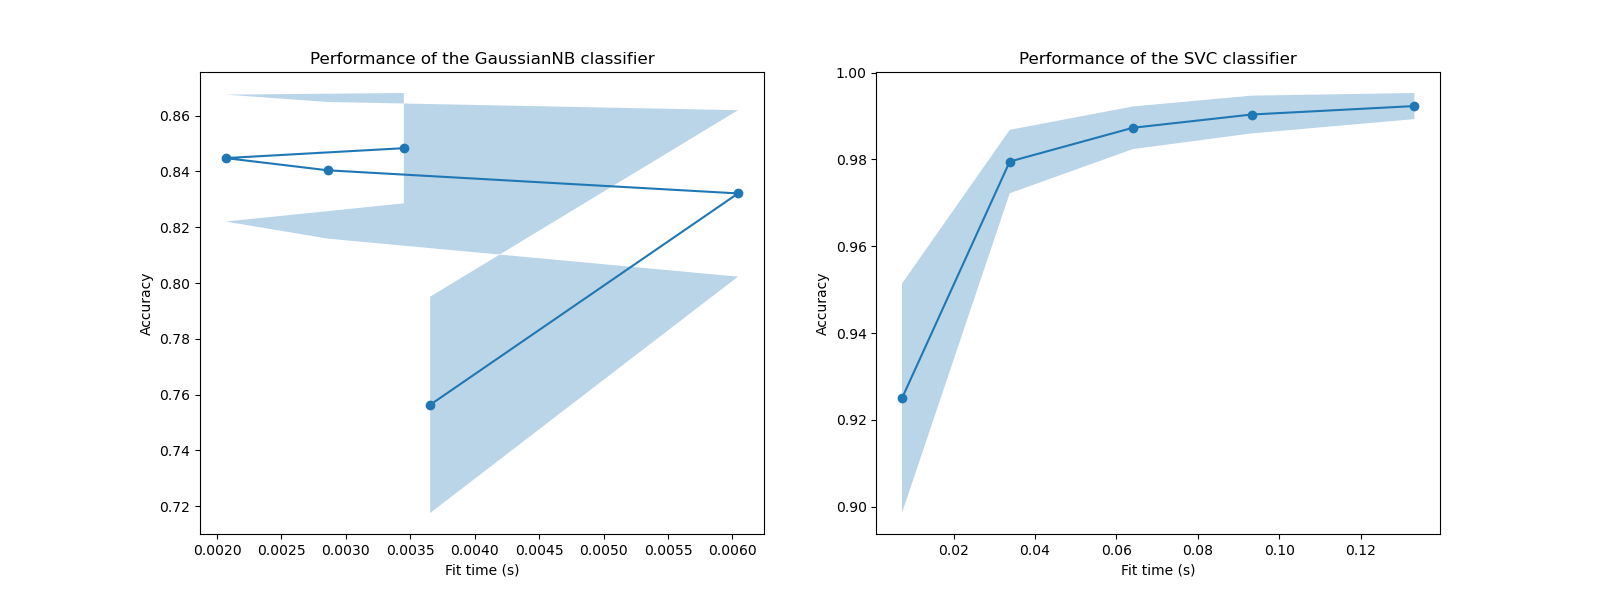 Performance of the GaussianNB classifier
Accuracy
0.86
0.84
0.82
0.80
0.78
0.76
0.74
0.72
0.0020 0.0025 0.0030 0.0035 0.0040 0.0045 0.0050 0.0055 0.0060
Fit time (s)
Performance of the SVC classifier
Accuracy
1.00
0.98
0.96
0.94
0.92
0.90
0.02 0.04 0.06 0.08 0.10 0.12
Fit time (s)